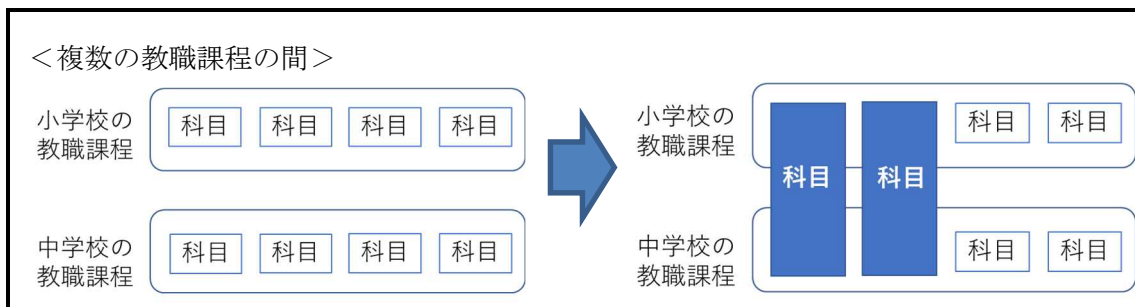 <複数の教職課程の間>
小学校の
教職課程
科目 科目 科目 科目
中学校の
教職課程
科目 科目 科目 科目
小学校の
教職課程
科目 科目
科目 科目
中学校の
教職課程
科目 科目